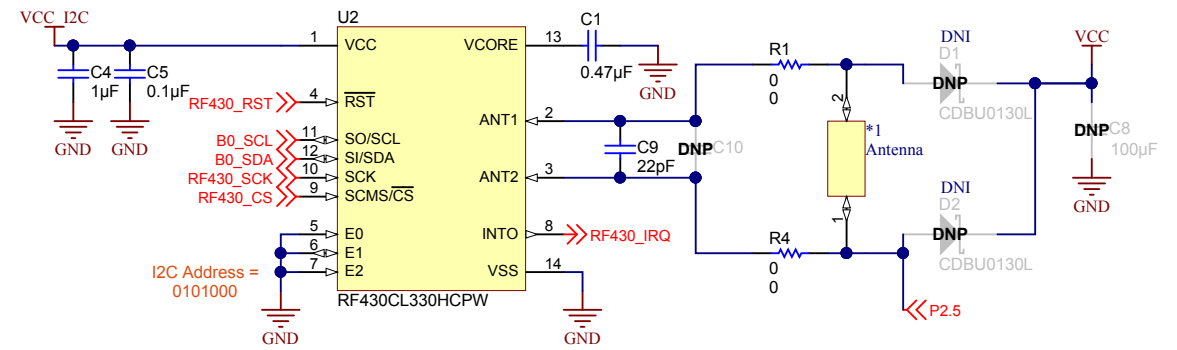 VCC_I2C
U2
1
VCC
VCORE
13
C1
0.47µF
GND
C4
1µF
C5
0.1µF
GND
GND
RF430_RST
4
RST
B0_SCL
11
SO/SCL
B0_SDA
12
SI/SDA
RF430_SCK
10
SCK
RF430_CS
9
SCMS/CS
5
E0
6
E1
7
E2
I2C Address =
0101000
GND
ANT1
2
ANT2
3
INTO
8
RF430_IRQ
VSS
14
GND
RF430CL330HCPW
C9
22pF
DNP
C10
R1
0
0
R4
0
0
2
*1
Antenna
1
DNI
D1
DNP
CDBU0130L
DNI
D2
DNP
CDBU0130L
P2.5
VCC
DNP
C8
100µF
GND